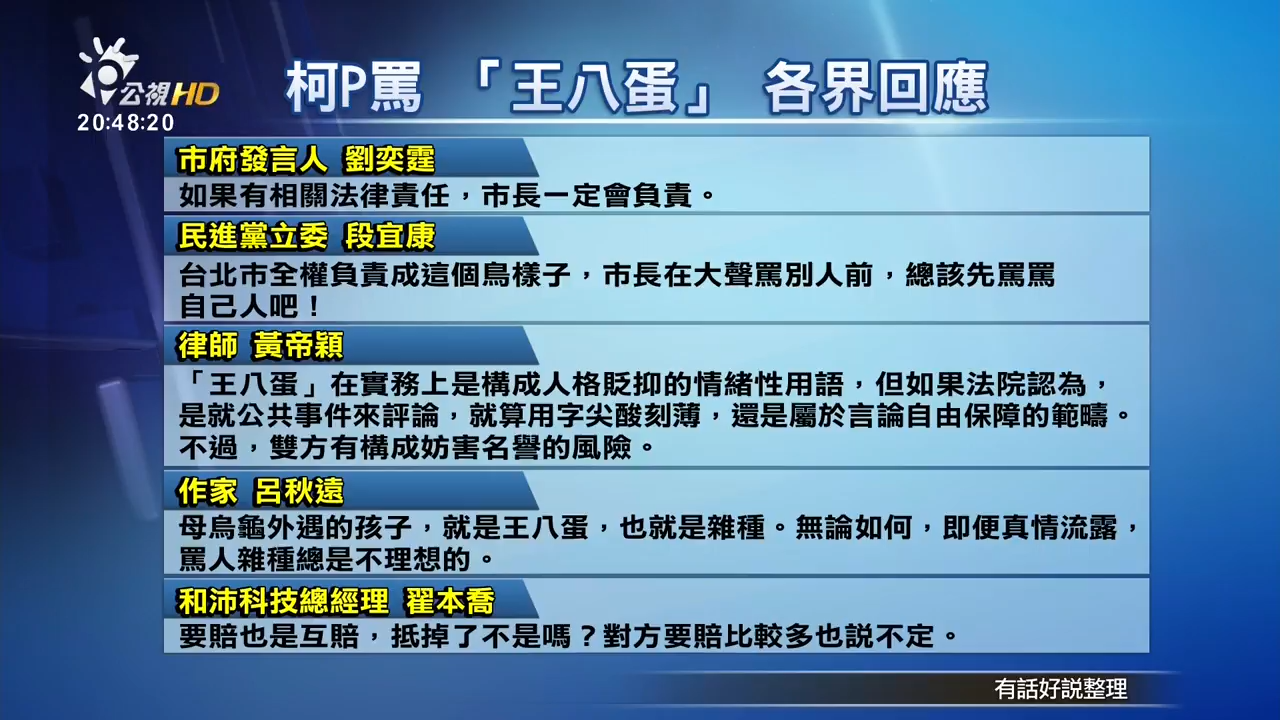 公視HD
20:48:20
柯P罵 「王八蛋」 各界回應
市府發言人 劉奕霆
如果有相關法律責任，市長一定會負責。
民進黨立委 段宜康
台北市全權負責成這個鳥樣子，市長在大聲罵別人前，總該先罵罵
自己人吧！
律師 黃帝穎
「王八蛋」在實務上是構成人格貶抑的情緒性用語，但如果法院認為，
是就公共事件來評論，就算用字尖酸刻薄，還是屬於言論自由保障的範疇。
不過，雙方有構成妨害名譽的風險。
作家 呂秋遠
母烏龜外遇的孩子，就是王八蛋，也就是雜種。無論如何，即便真情流露，
罵人雜種總是不理想的。
和沛科技總經理 翟本喬
要賠也是互賠，抵掉了不是嗎？對方要賠比較多也說不定。
有話好說整理